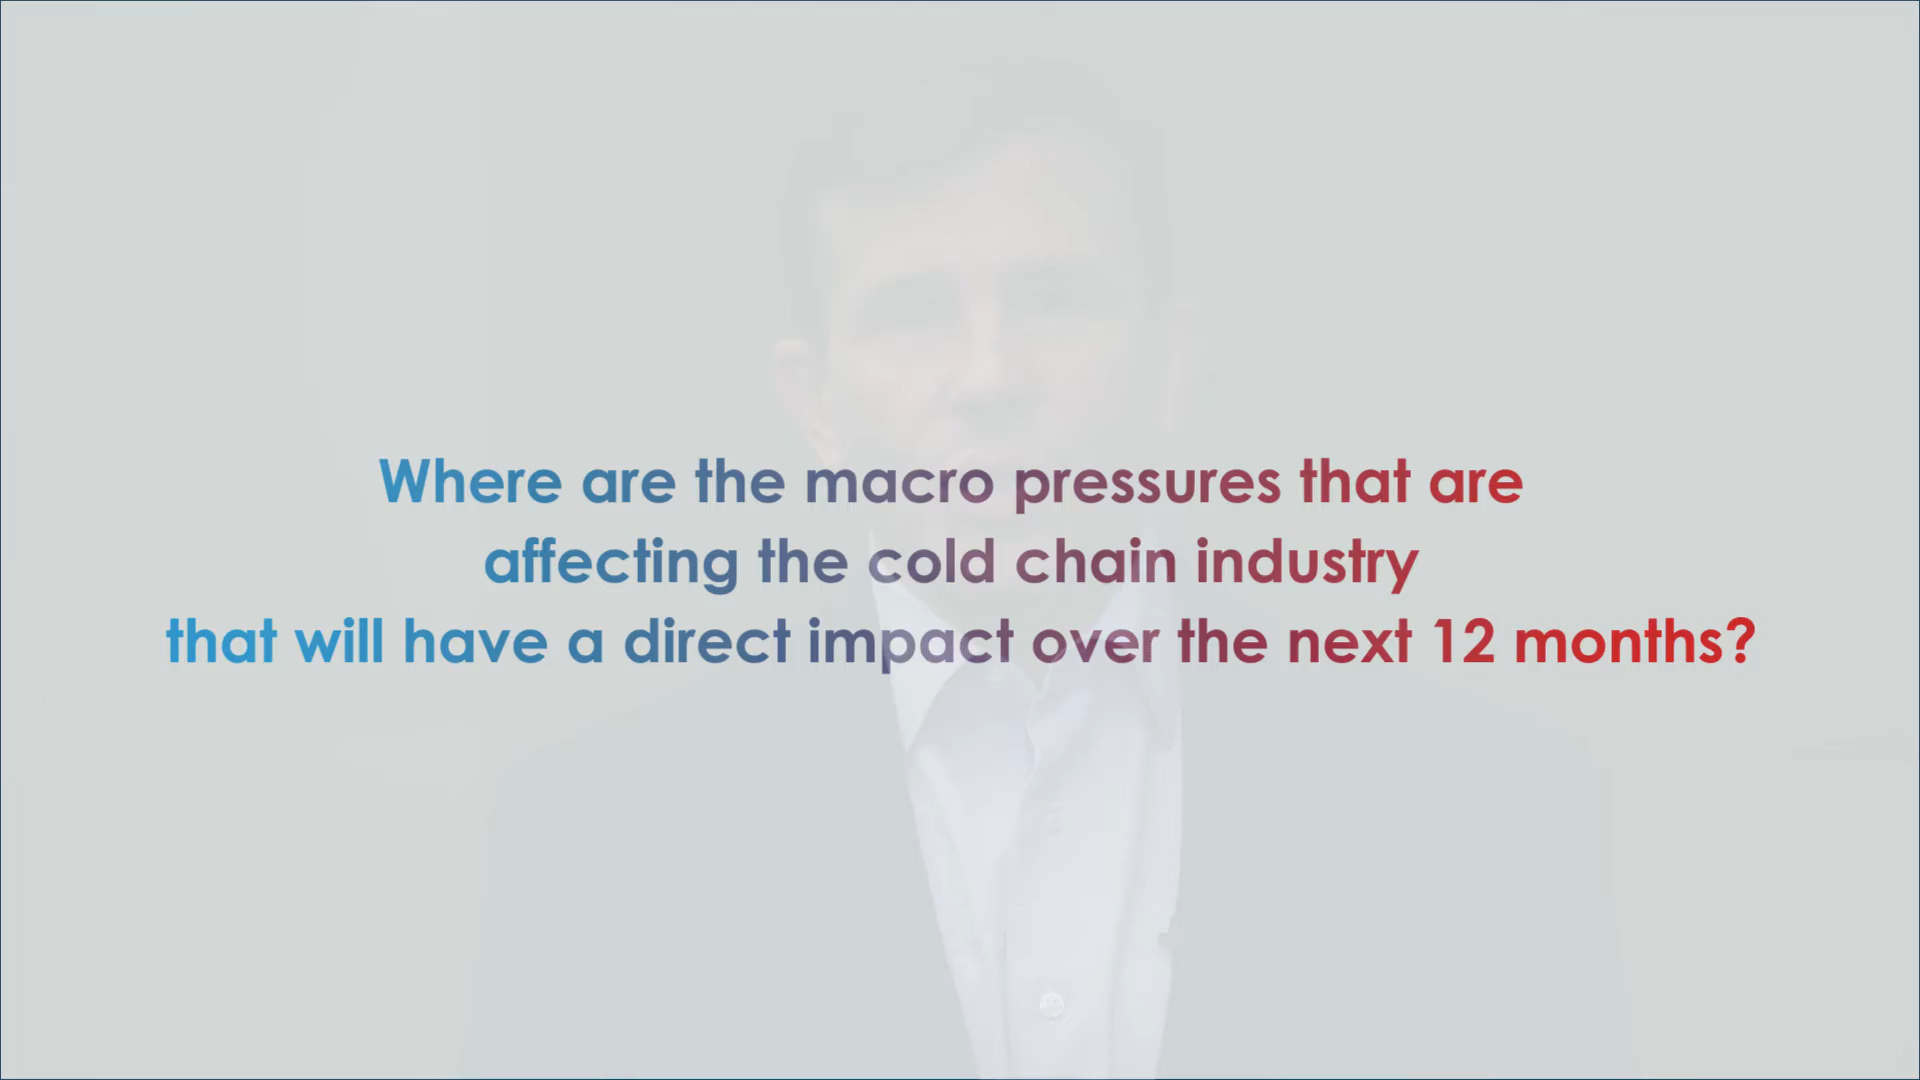 Where are the macro pressures that are
affecting the cold chain industry
that will have a direct impact over the next 12 months?